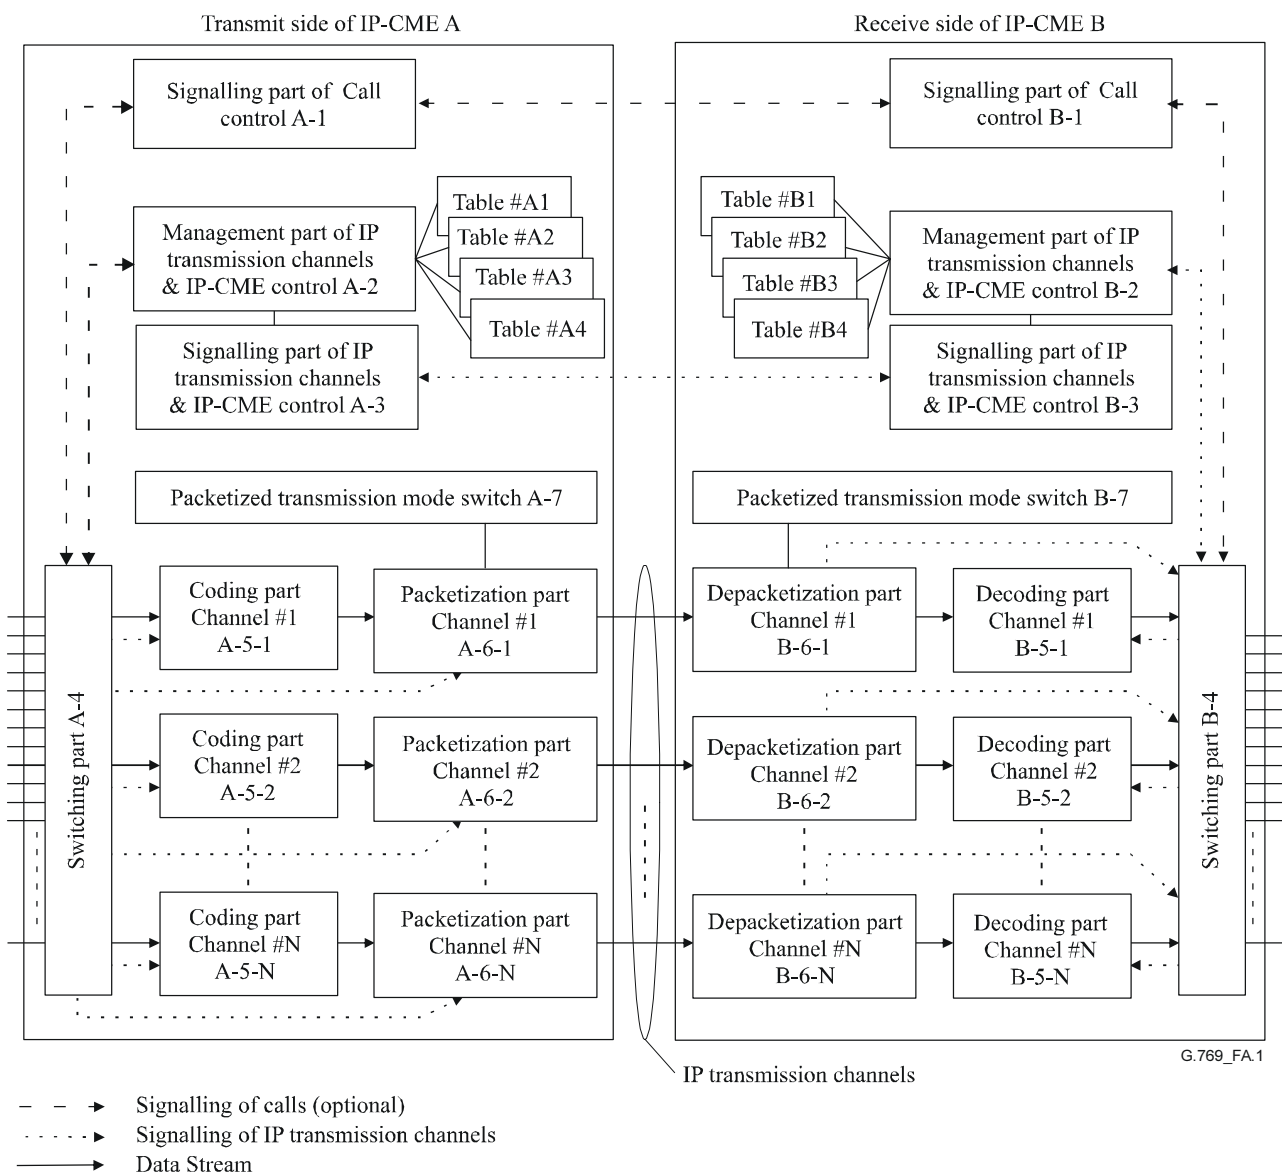 Transmit side of IP-CME A
Receive side of IP-CME B
Signalling part of Call
control A-1
Signalling part of Call
control B-1
Table #A1
Table #A2
Table #A3
Table #A4
Table #B1
Table #B2
Table #B3
Table #B4
Management part of IP
transmission channels
& IP-CME control A-2
Management part of IP
transmission channels
& IP-CME control B-2
Signalling part of IP
transmission channels
& IP-CME control A-3
Signalling part of IP
transmission channels
& IP-CME control B-3
Packetized transmission mode switch A-7
Packetized transmission mode switch B-7
Switching part A-4
Coding part
Channel #1
A-5-1
Packetization part
Channel #1
A-6-1
Depacketization part
Channel #1
B-6-1
Decoding part
Channel #1
B-5-1
Switching part B-4
Coding part
Channel #2
A-5-2
Packetization part
Channel #2
A-6-2
Depacketization part
Channel #2
B-6-2
Decoding part
Channel #2
B-5-2
Coding part
Channel #N
A-5-N
Packetization part
Channel #N
A-6-N
Depacketization part
Channel #N
B-6-N
Decoding part
Channel #N
B-5-N
G.769_FA.1
IP transmission channels
Signalling of calls (optional)
Signalling of IP transmission channels
Data Stream